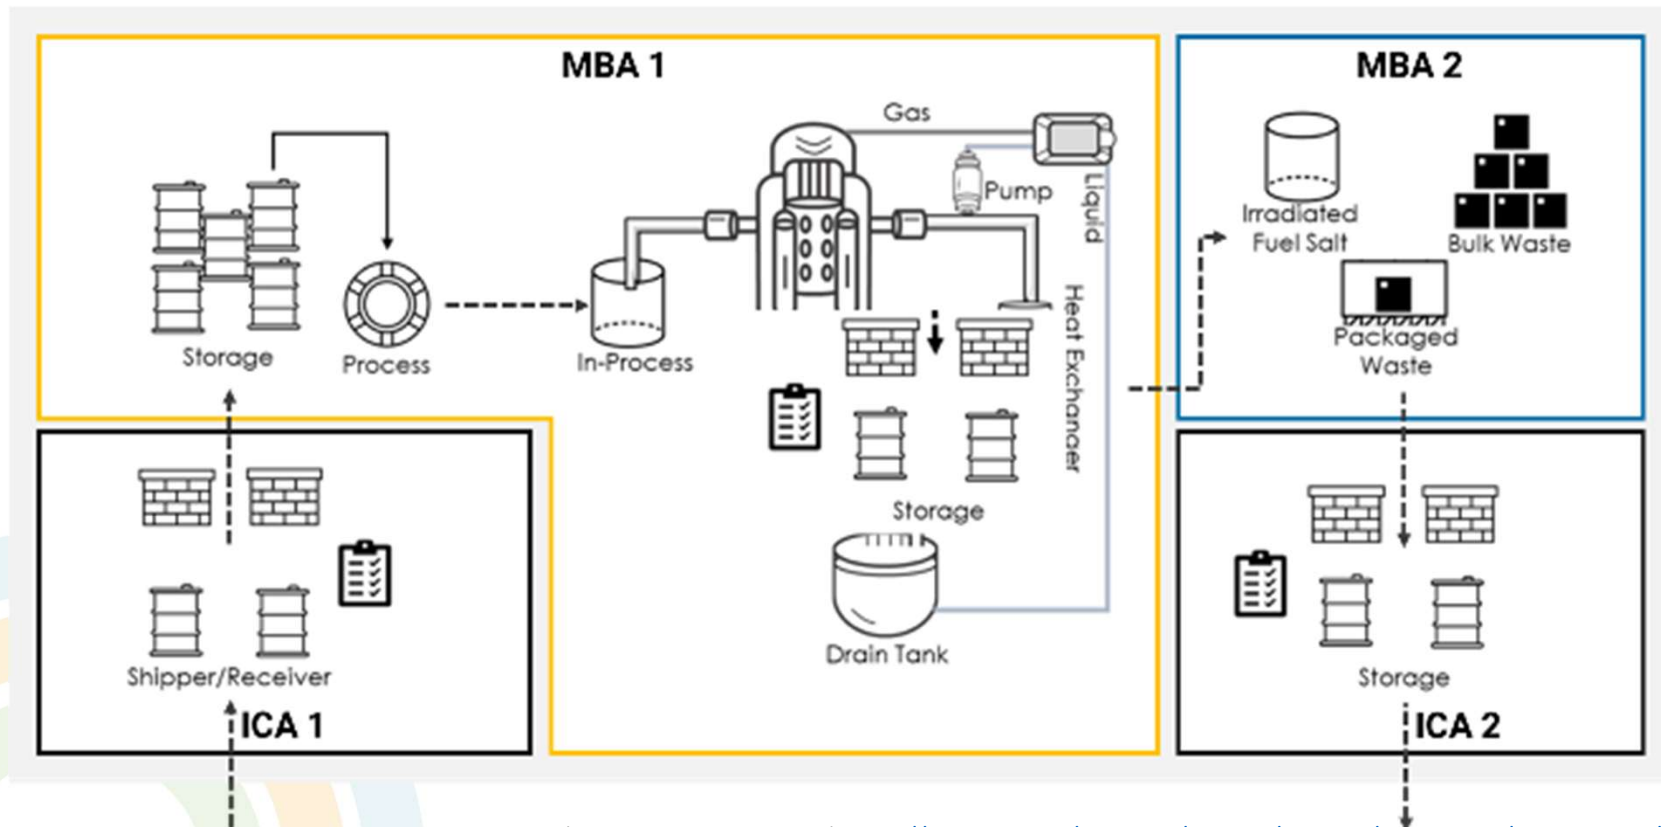 MBA 1
Gas
Pump
Liquid
Storage
Process
In-Process
Heat Exchanger
Storage
Drain Tank
Shipper/Receiver
ICA 1
MBA 2
Irradiated
Fuel Salt
Bulk Waste
Packaged
Waste
Storage
ICA 2